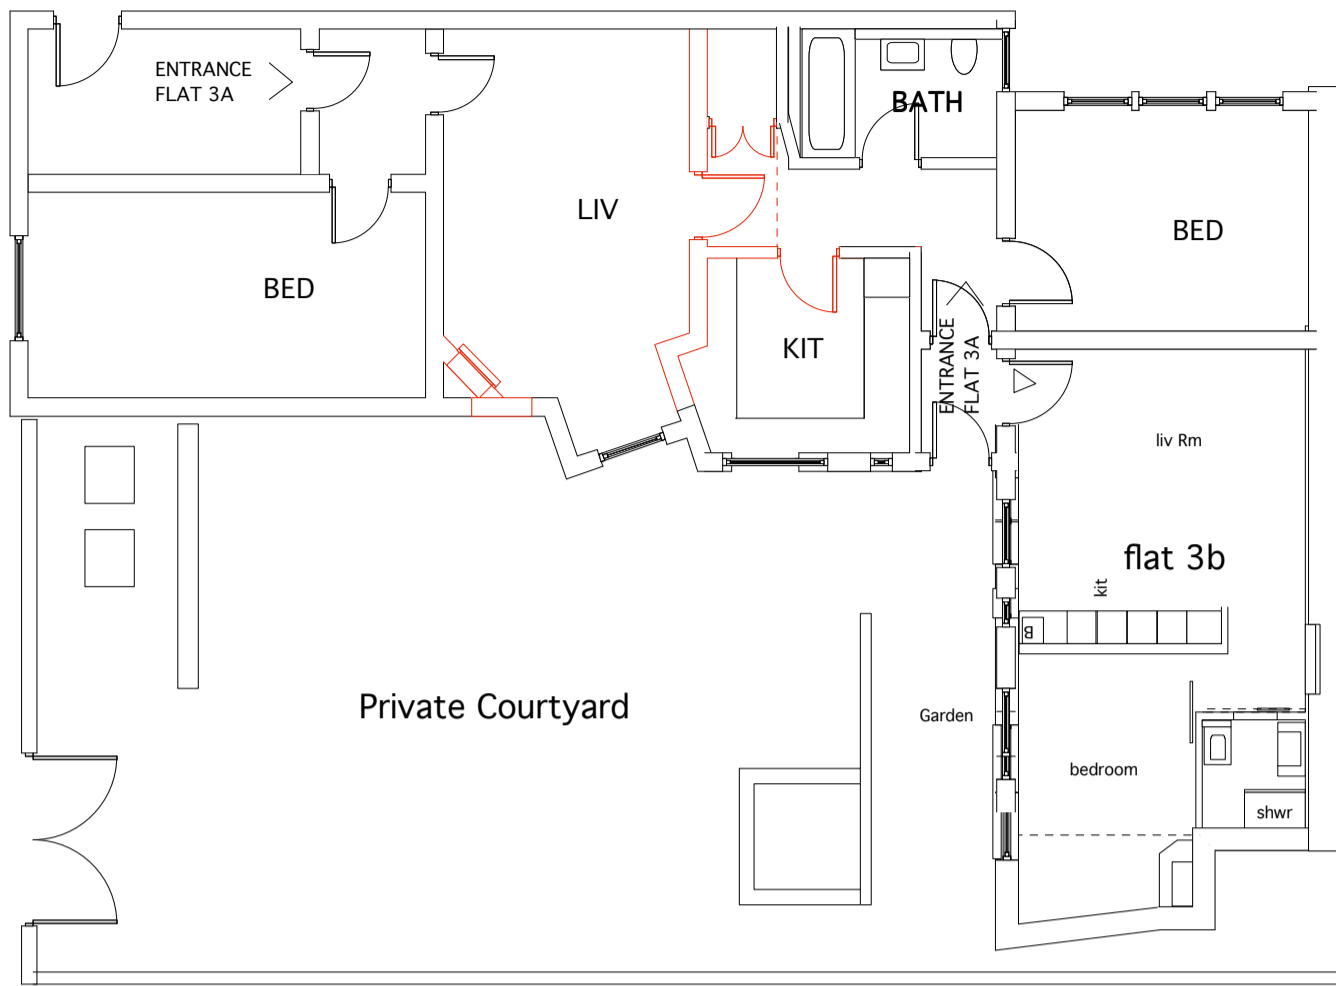 ENTRANCE
FLAT 3A
BATH
LIV
BED
BED
KIT
ENTRANCE
FLAT 3A
liv Rm
flat 3b
kit
B
Private Courtyard
Garden
bedroom
shwr